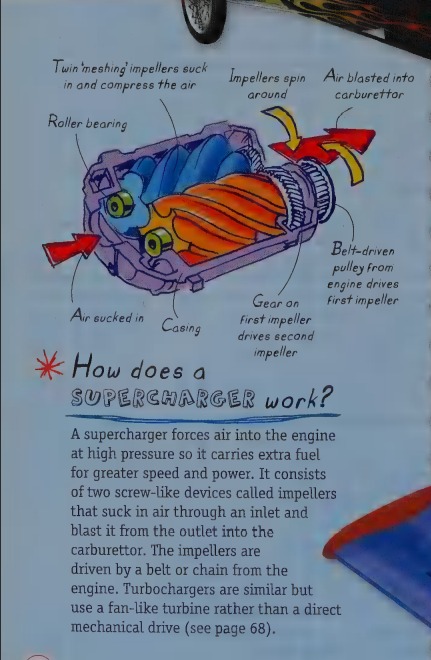 Twin 'meshing' impellers suck
in and compress the air
Impellers spin
around
Air blasted into
carburettor
Roller bearing
Belt-driven
pulley from
engine drives
first impeller
Air sucked in
Casing
Gear on
first impeller
drives second
impeller
How does a
SUPERCHARGER work?
A supercharger forces air into the engine
at high pressure so it carries extra fuel
for greater speed and power. It consists
of two screw-like devices called impellers
that suck in air through an inlet and
blast it from the outlet into the
carburettor. The impellers are
driven by a belt or chain from the
engine. Turbochargers are similar but
use a fan-like turbine rather than a direct
mechanical drive (see page 68).